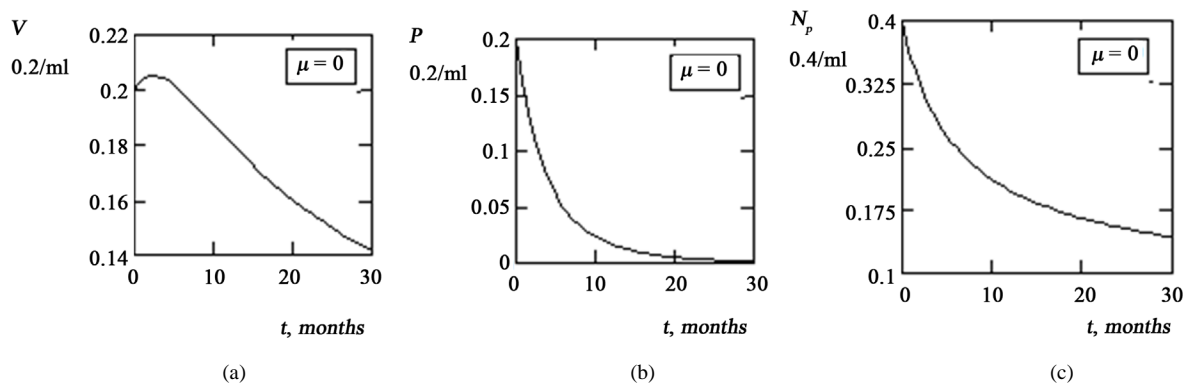 V
0.2/ml
0.22
0.2
0.18
0.16
0.14
μ = 0
0
10
20
30
t, months
(a)
P
0.2/ml
0.2
0.15
0.1
0.05
0
μ = 0
0
10
20
30
t, months
(b)
N_p
0.4/ml
0.4
0.325
0.25
0.175
0.1
μ = 0
0
10
20
30
t, months
(c)